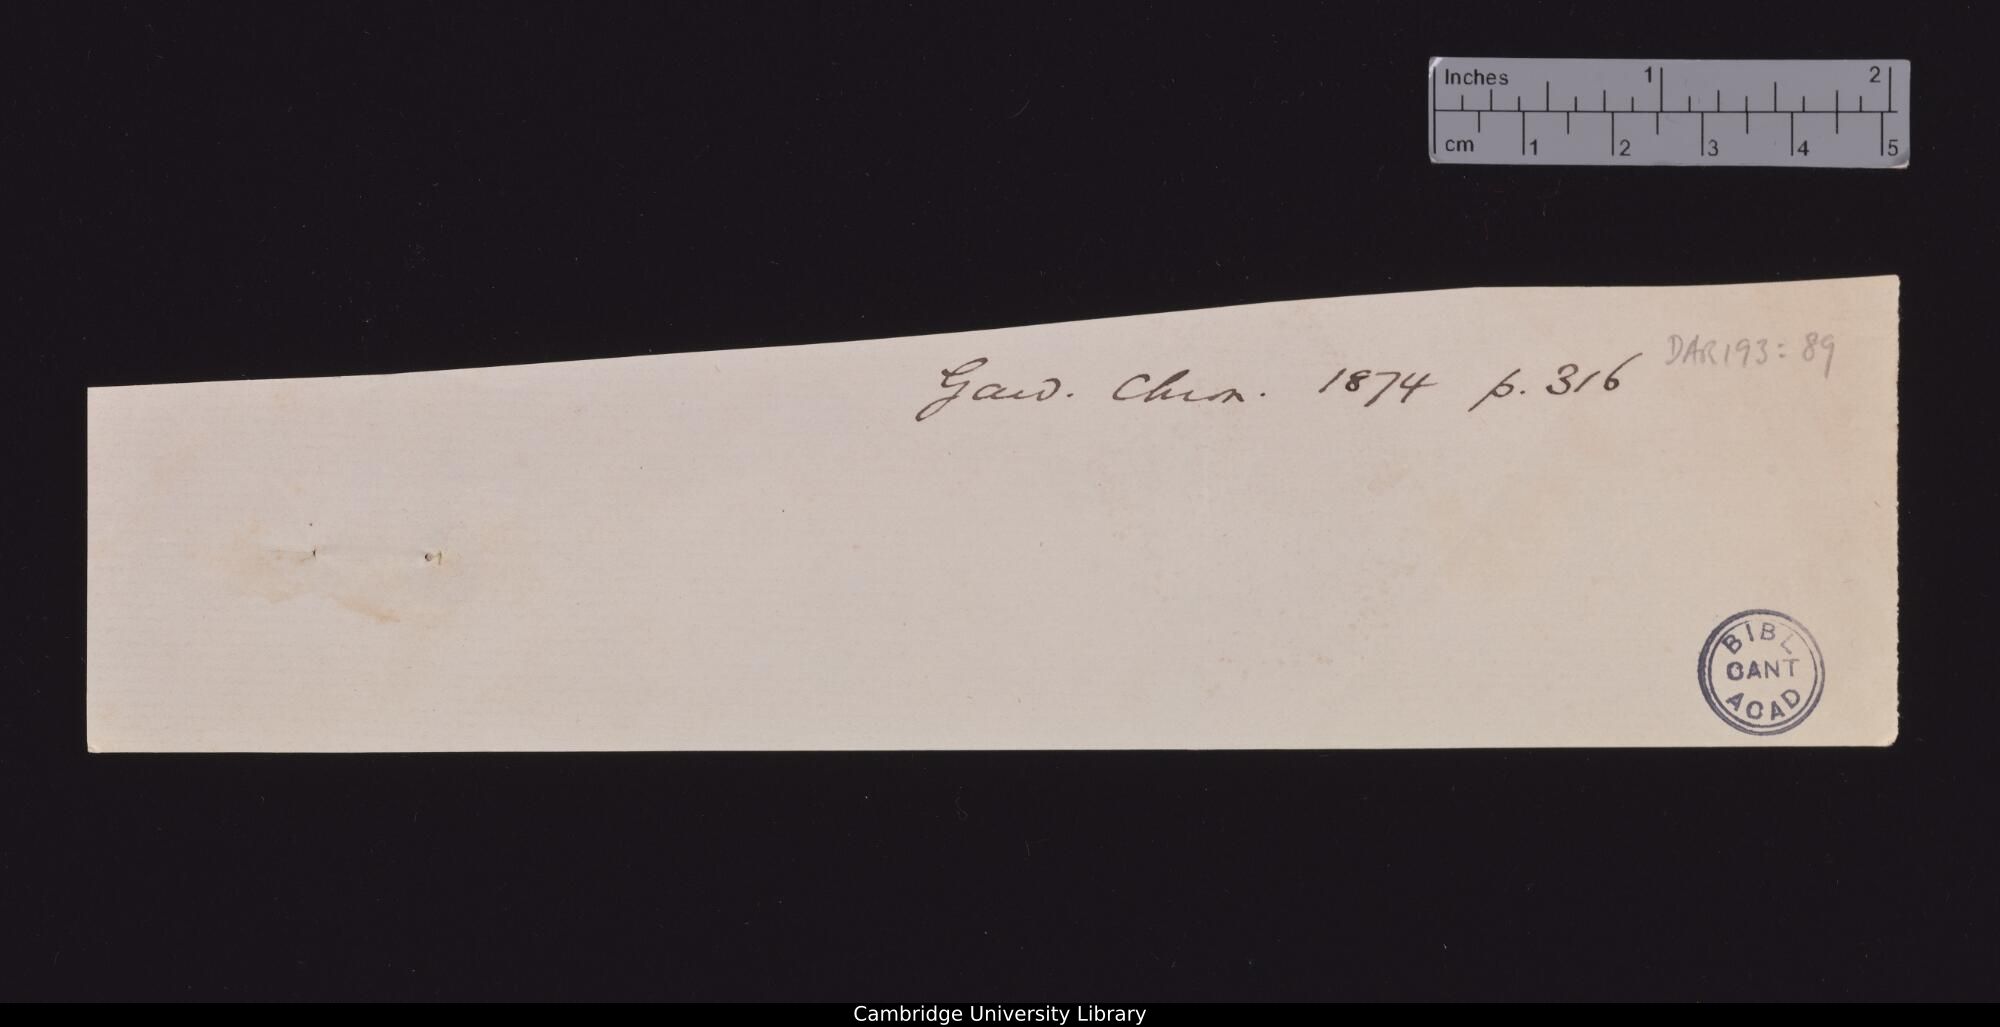 Inches 1 2
cm 1 2 3 4 5
DAR193:89
Gard. Chron. 1874 p. 316
BIBL
CANT
ACAD
Cambridge University Library